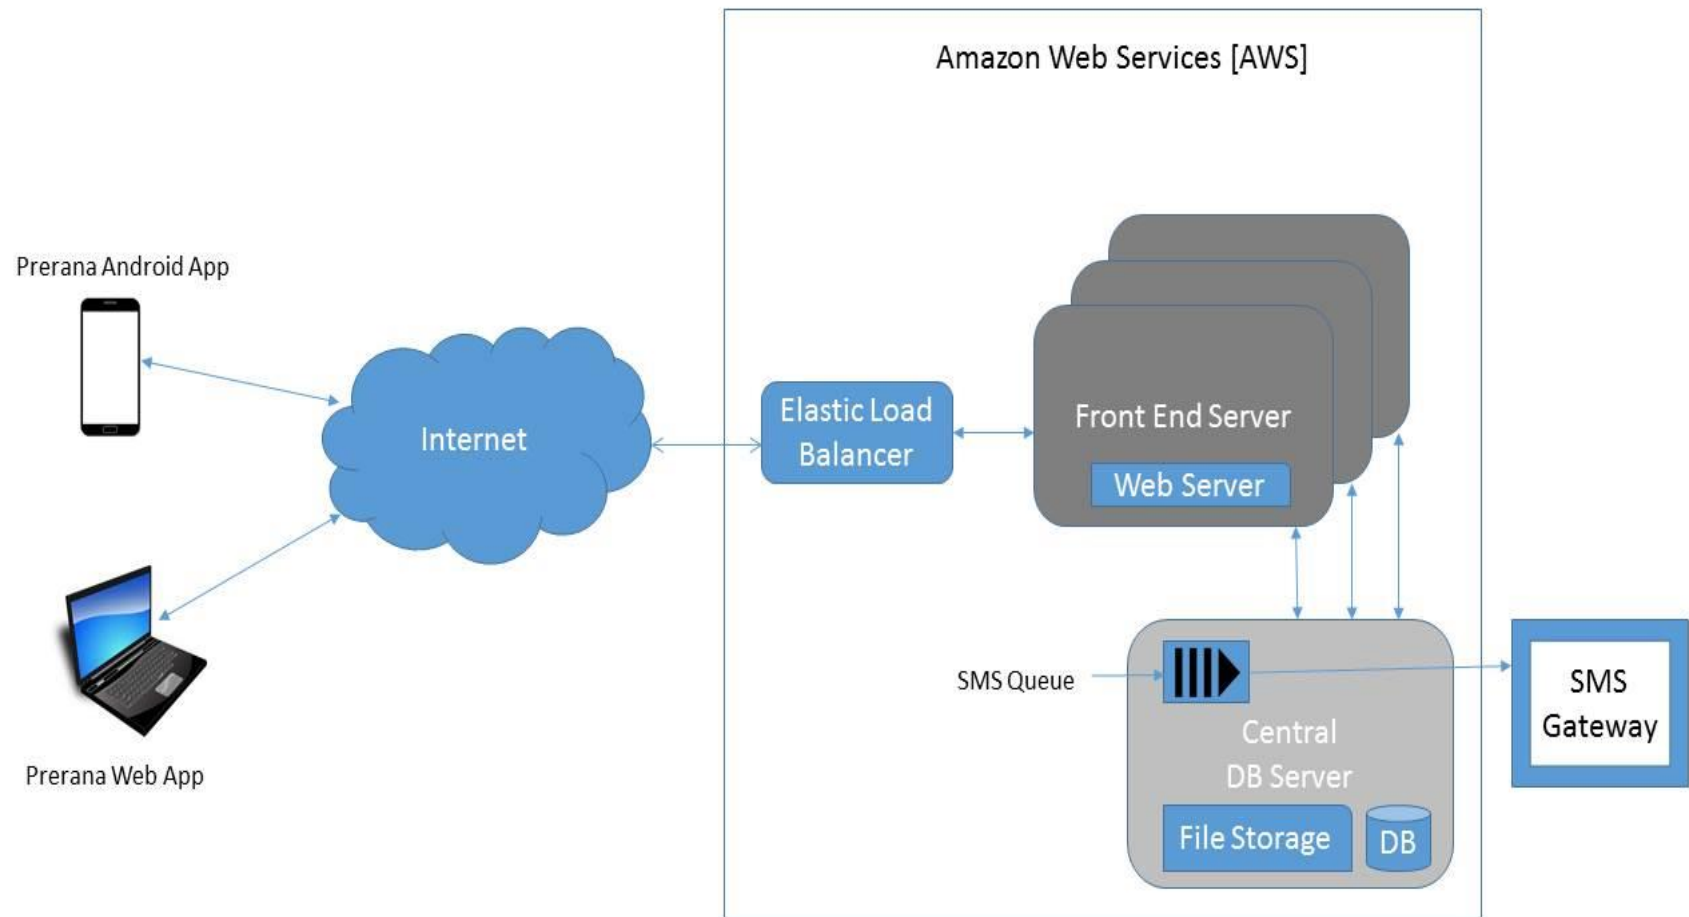 Amazon Web Services [AWS]
Prerana Android App
Internet
Elastic Load
Balancer
Front End Server
Web Server
SMS Queue
Central
DB Server
File Storage
DB
SMS
Gateway
Prerana Web App